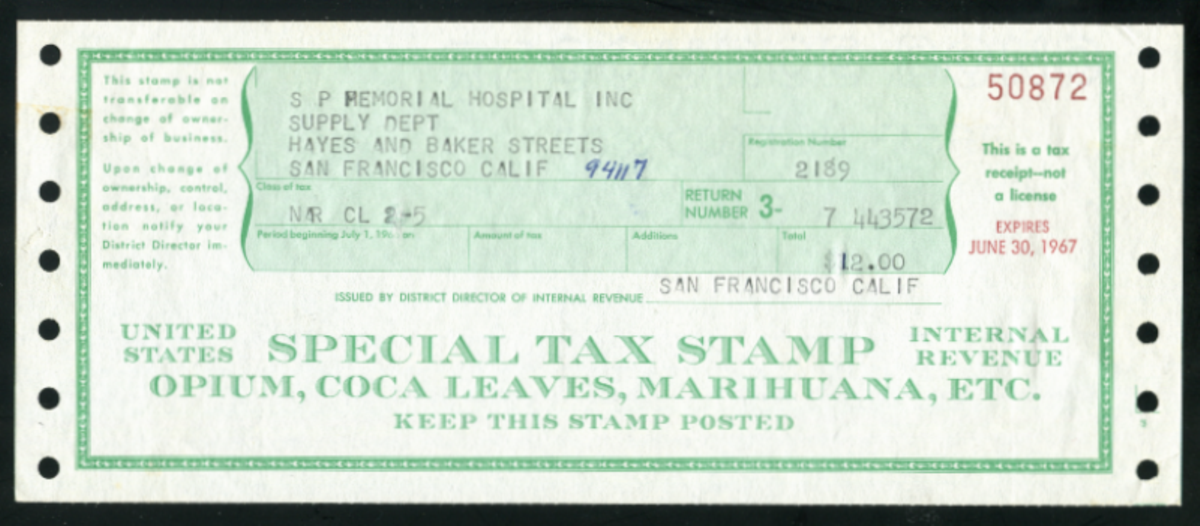 This stamp is not
transferable on
change of owner-
ship of business.
Upon change of
ownership, control,
address, or loca-
tion notify your
District Director im-
mediately.
S P MEMORIAL HOSPITAL INC
SUPPLY DEPT
HAYES AND BAKER STREETS
SAN FRANCISCO CALIF 94117
Registration Number
2189
Class of tax
NAR CL 2-5
RETURN
NUMBER 3- 7 443572
Period beginning July 1, 19 or
Amount of tax
Additions
Total
$12.00
50872
This is a tax
receipt—not
a license
EXPIRES
JUNE 30, 1967
ISSUED BY DISTRICT DIRECTOR OF INTERNAL REVENUE SAN FRANCISCO CALIF
UNITED
STATES
SPECIAL TAX STAMP
INTERNAL
REVENUE
OPIUM, COCA LEAVES, MARIHUANA, ETC.
KEEP THIS STAMP POSTED